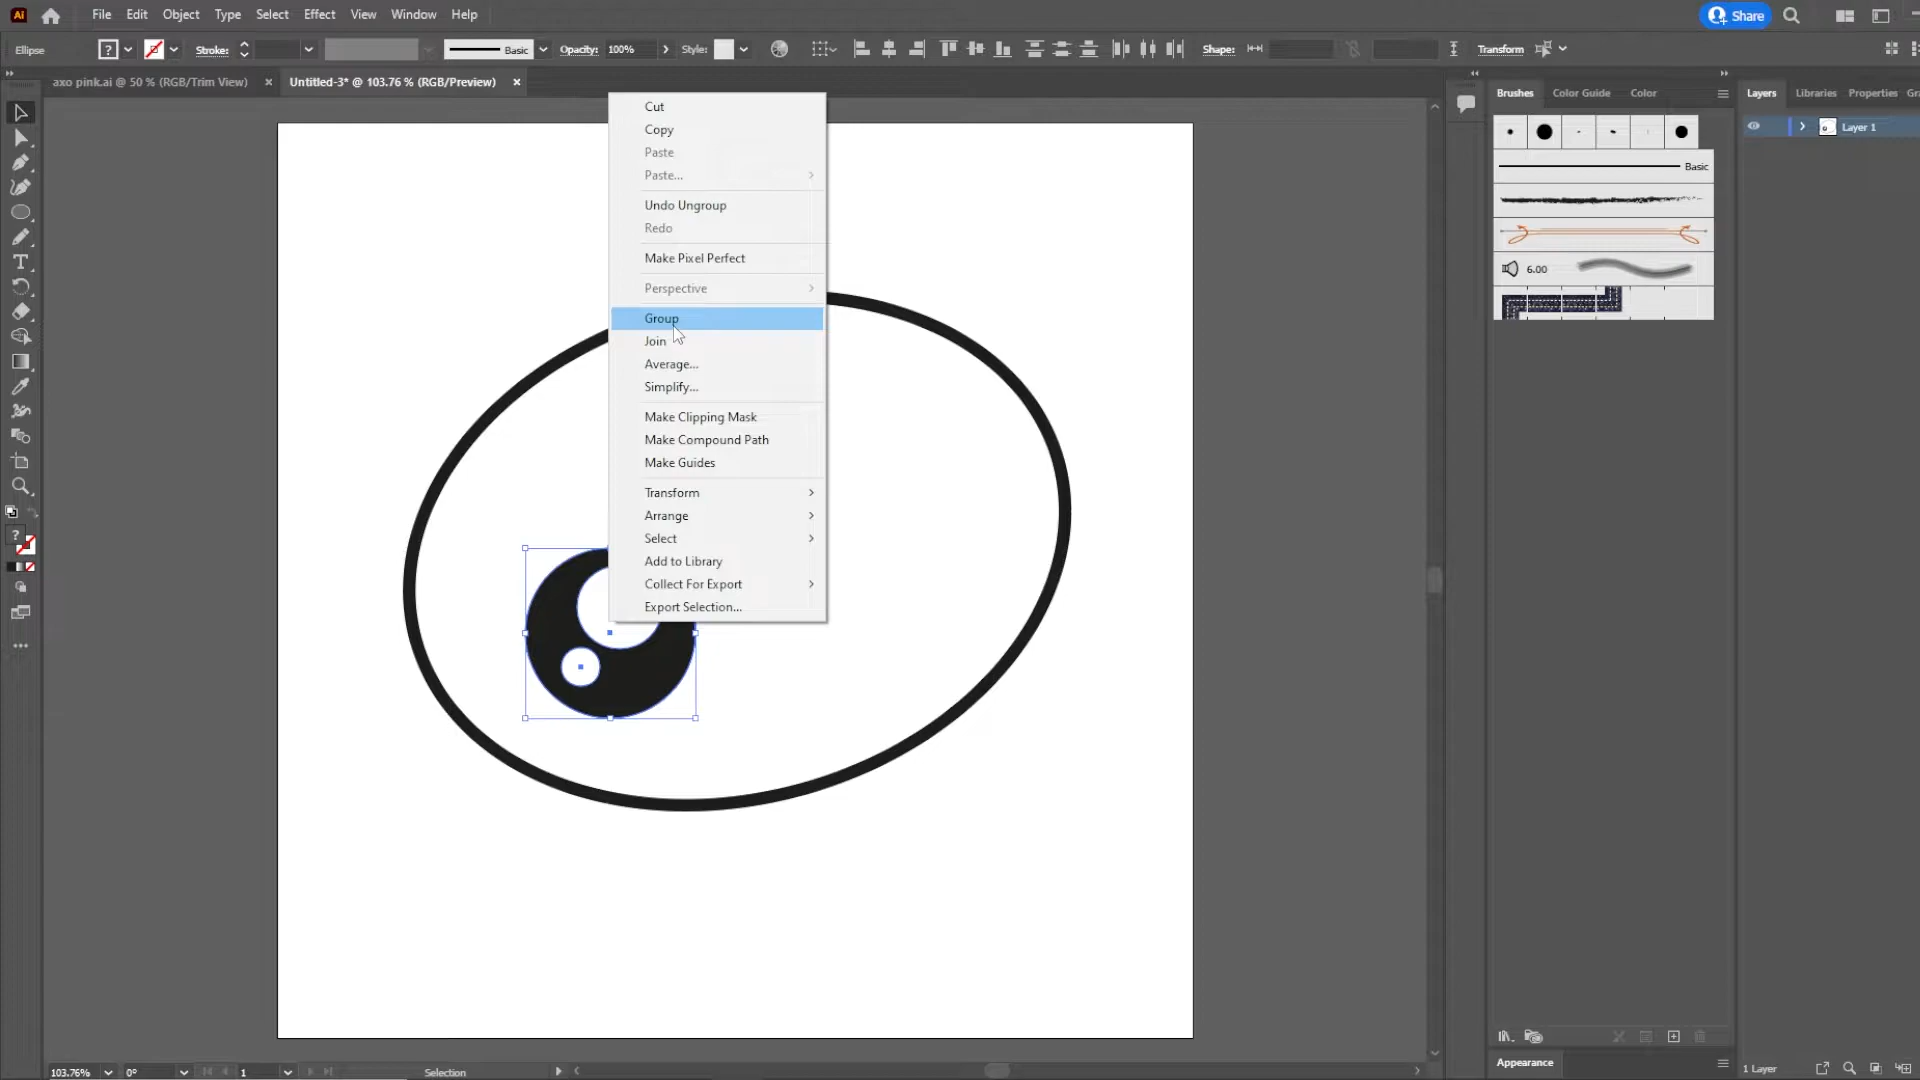 Ai File Edit Object Type Select Effect View Window Help Share
Ellipse ? Stroke: Basic Opacity: 100% Style: Shape: Transform
axo pink.ai @ 50 % (RGB/Trim View) × Untitled-3* @ 103.76 % (RGB/Preview) ×
Brushes Color Guide Color
Layers Libraries Properties Gra
Layer 1
Basic
6.00
Cut
Copy
Paste
Paste...
Undo Ungroup
Redo
Make Pixel Perfect
Perspective
Group
Join
Average...
Simplify...
Make Clipping Mask
Make Compound Path
Make Guides
Transform
Arrange
Select
Add to Library
Collect For Export
Export Selection...
T
?
Appearance
1 Layer
103.76% 0° 1 Selection